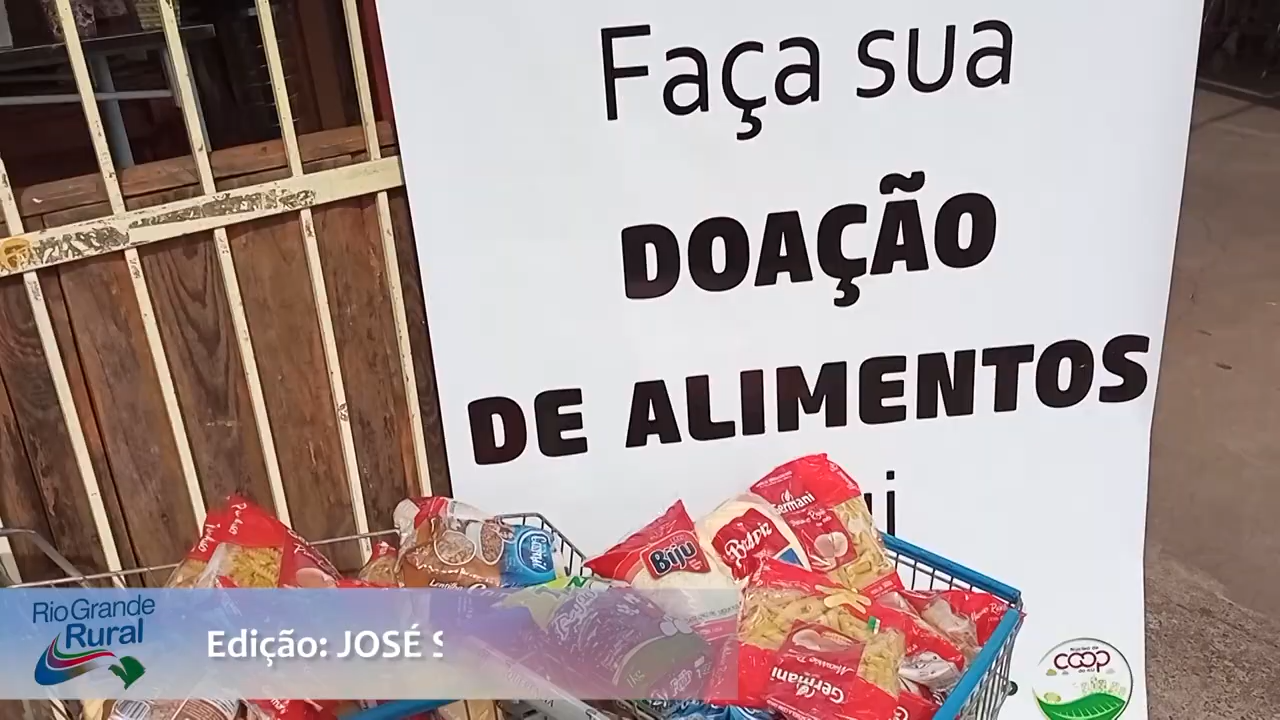 Faça sua
DOAÇÃO
DE ALIMENTOS
Germani
Biju
Germani
Rio Grande
Rural
Edição: JOSÉ S
COOP